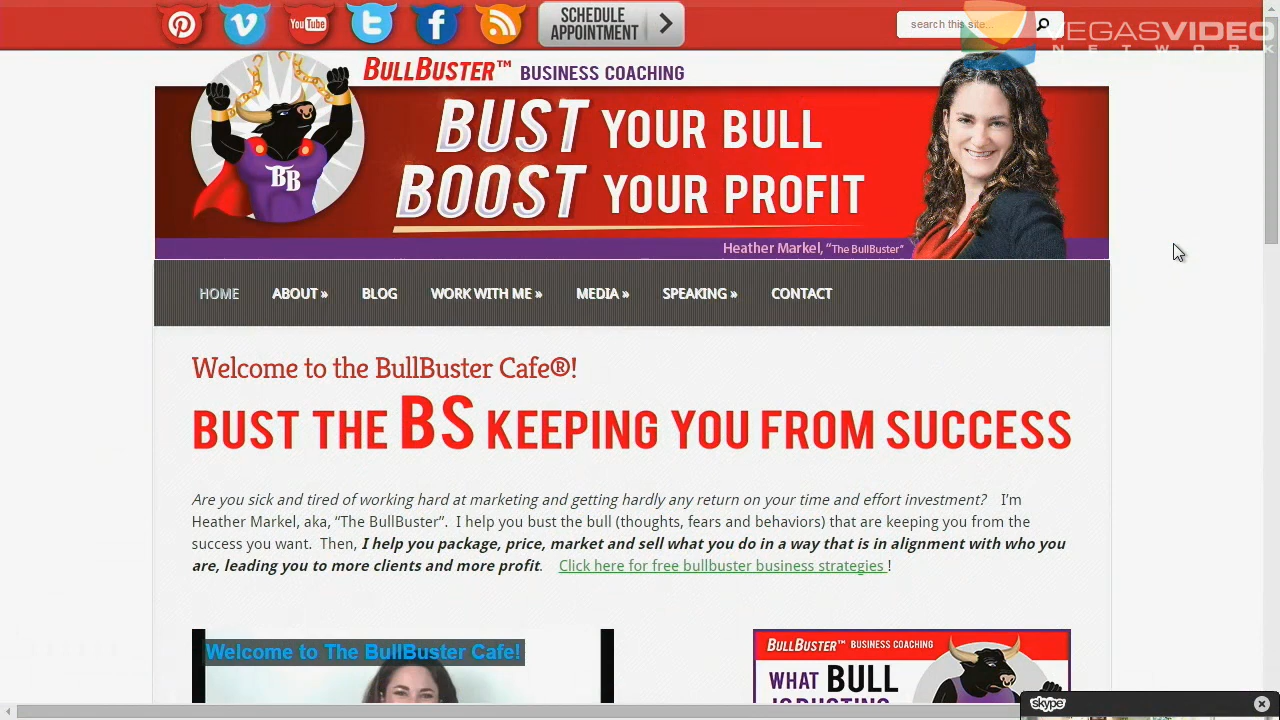 YouTube
SCHEDULE
APPOINTMENT
search this site...
VEGASVIDEO
NETWORK
BULLBUSTER™ BUSINESS COACHING
BUST YOUR BULL
BOOST YOUR PROFIT
BB
Heather Markel, “The BullBuster”
HOME ABOUT » BLOG WORK WITH ME » MEDIA » SPEAKING » CONTACT
Welcome to the BullBuster Cafe®!
BUST THE BS KEEPING YOU FROM SUCCESS
Are you sick and tired of working hard at marketing and getting hardly any return on your time and effort investment? I’m
Heather Markel, aka, “The BullBuster”. I help you bust the bull (thoughts, fears and behaviors) that are keeping you from the
success you want. Then, I help you package, price, market and sell what you do in a way that is in alignment with who you
are, leading you to more clients and more profit. Click here for free bullbuster business strategies !
Welcome to The BullBuster Cafe!
BULLBUSTER™ BUSINESS COACHING
WHAT BULL
skype